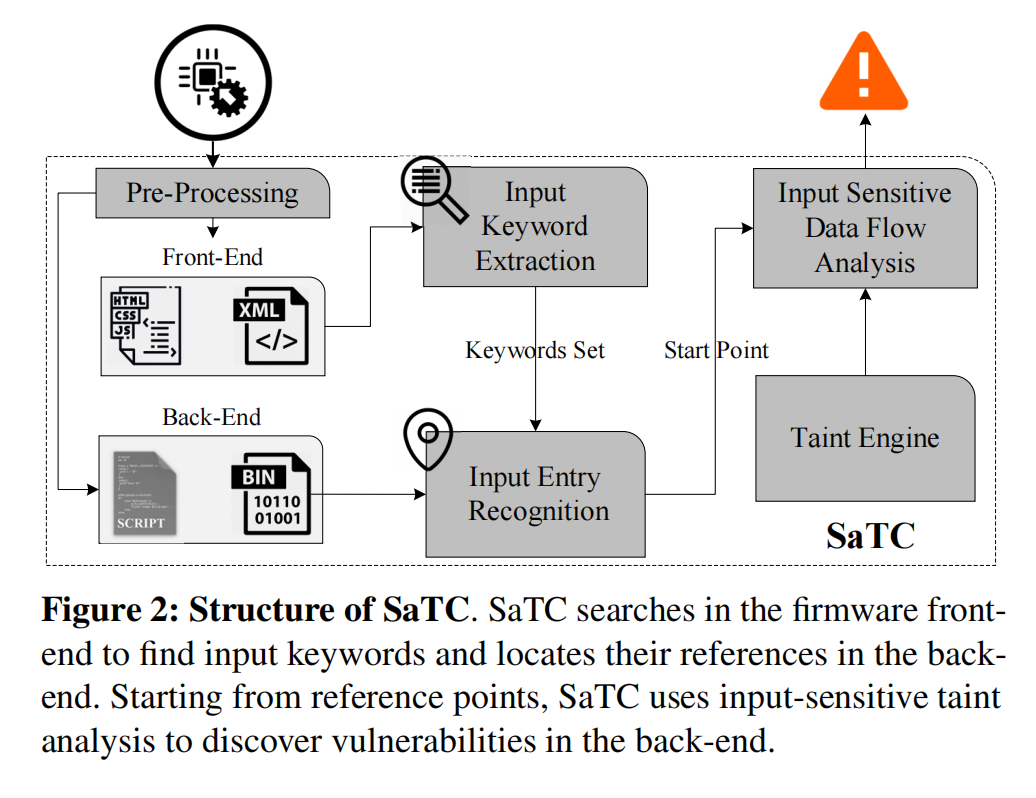 Pre-Processing
Front-End
HTML
CSS
JS
XML
</>
Input
Keyword
Extraction
Input Sensitive
Data Flow
Analysis
Keywords Set
Start Point
Back-End
SCRIPT
BIN
10110
01001
Input Entry
Recognition
Taint Engine
SaTC
Figure 2: Structure of SaTC. SaTC searches in the firmware front-
end to find input keywords and locates their references in the back-
end. Starting from reference points, SaTC uses input-sensitive taint
analysis to discover vulnerabilities in the back-end.